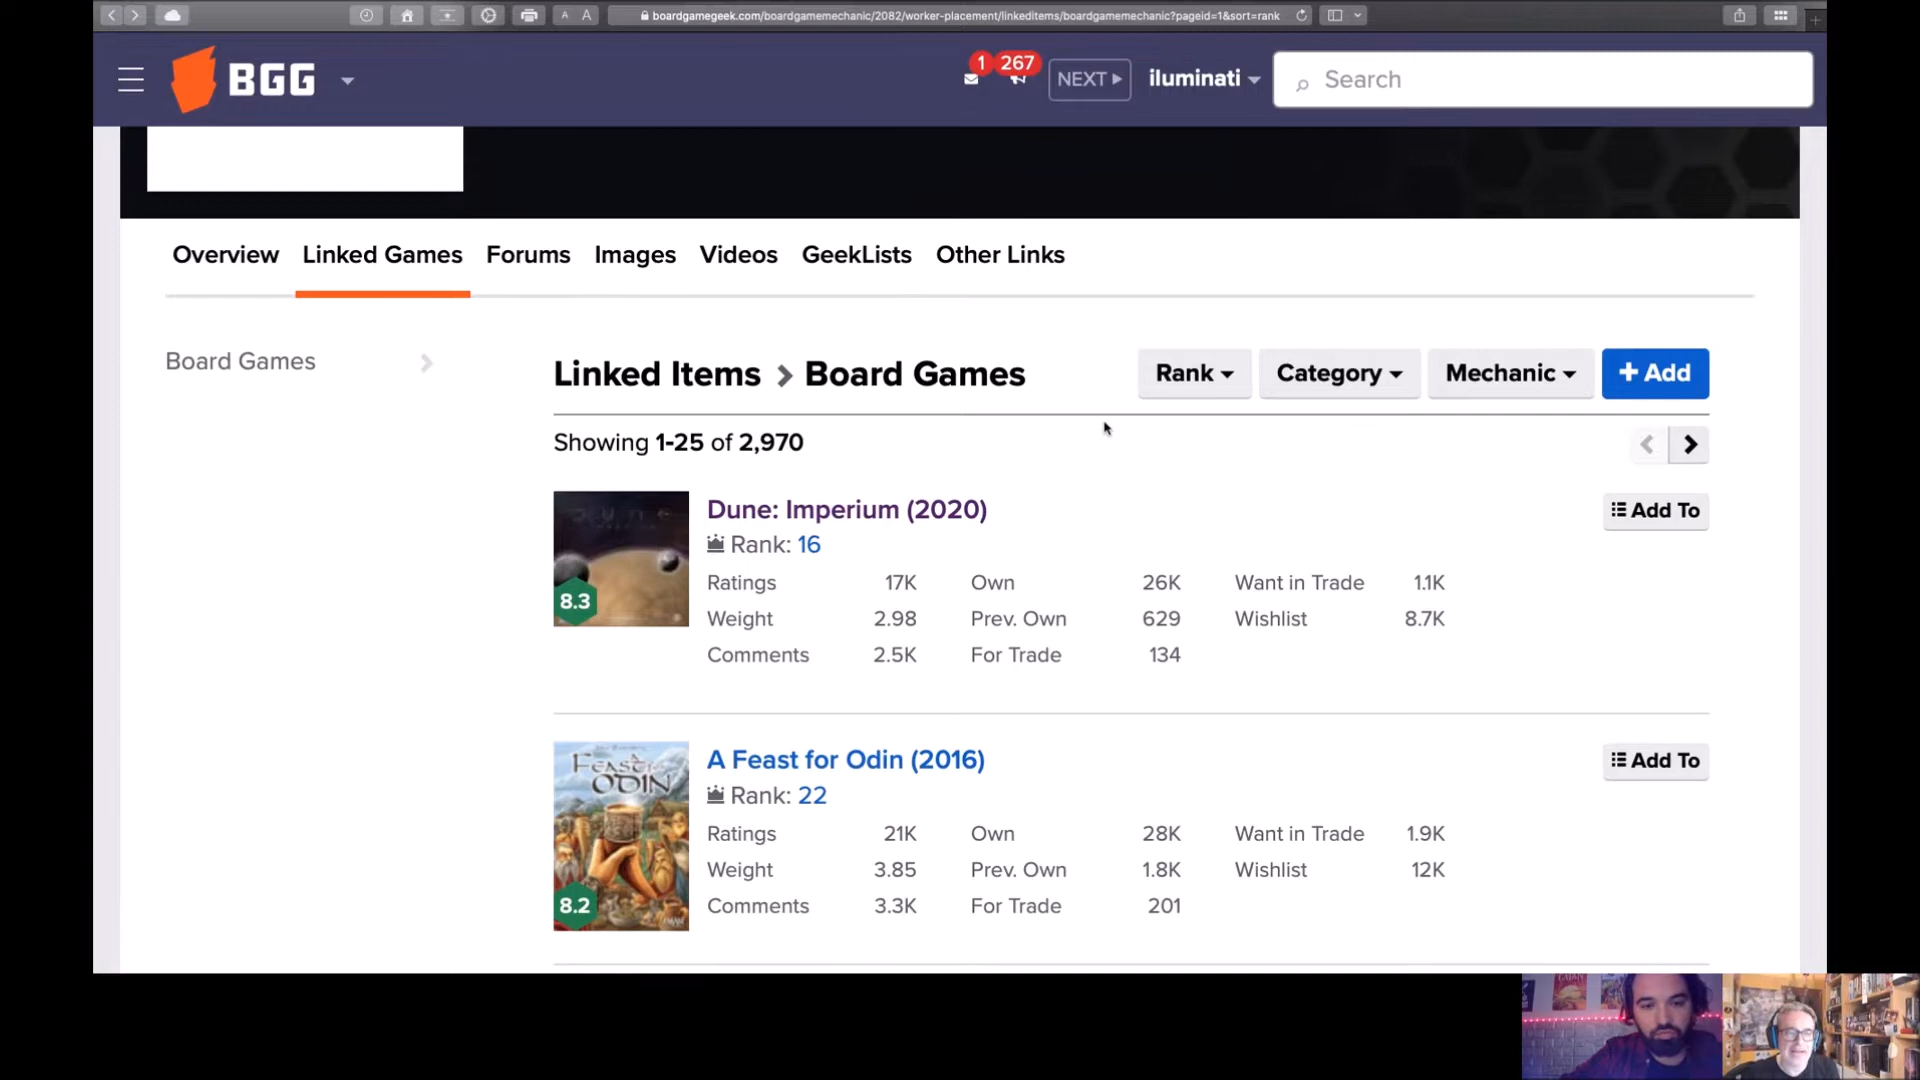 boardgamegeek.com/boardgamemechanic/2082/worker-placement/linkeditems/boardgamemechanic?pageid=1&sort=rank
A A
BGG
1 267
NEXT
iluminati
Search
Overview Linked Games Forums Images Videos GeekLists Other Links
Board Games
Linked Items > Board Games
Rank Category Mechanic + Add
Showing 1-25 of 2,970
Dune: Imperium (2020)
Add To
Rank: 16
Ratings 17K Own 26K Want in Trade 1.1K
Weight 2.98 Prev. Own 629 Wishlist 8.7K
Comments 2.5K For Trade 134
DUNE
8.3
A Feast for Odin (2016)
Add To
Rank: 22
Ratings 21K Own 28K Want in Trade 1.9K
Weight 3.85 Prev. Own 1.8K Wishlist 12K
Comments 3.3K For Trade 201
FEAST for
ODIN
8.2